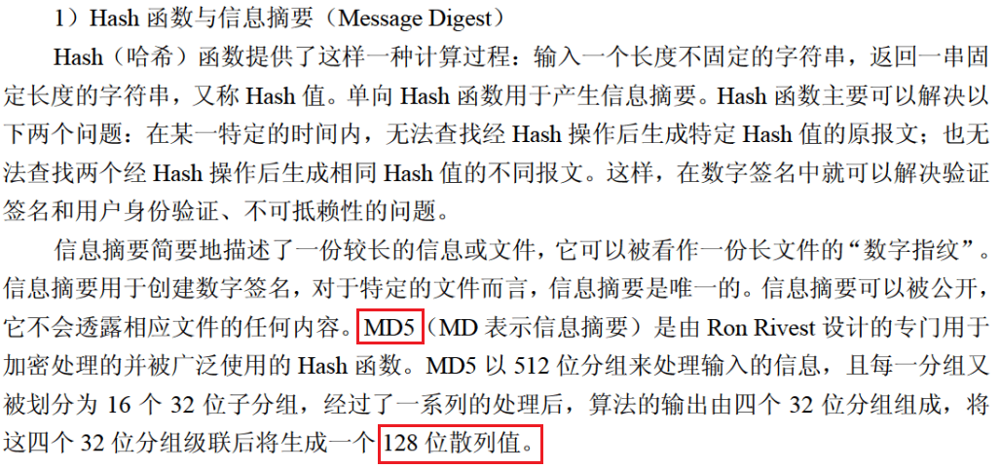 1）Hash 函数与信息摘要（Message Digest）
Hash（哈希）函数提供了这样一种计算过程：输入一个长度不固定的字符串，返回一串固
定长度的字符串，又称 Hash 值。单向 Hash 函数用于产生信息摘要。Hash 函数主要可以解决以
下两个问题：在某一特定的时间内，无法查找经 Hash 操作后生成特定 Hash 值的原报文；也无
法查找两个经 Hash 操作后生成相同 Hash 值的不同报文。这样，在数字签名中就可以解决验证
签名和用户身份验证、不可抵赖性的问题。
信息摘要简要地描述了一份较长的信息或文件，它可以被看作一份长文件的“数字指纹”。
信息摘要用于创建数字签名，对于特定的文件而言，信息摘要是唯一的。信息摘要可以被公开，
它不会透露相应文件的任何内容。MD5（MD 表示信息摘要）是由 Ron Rivest 设计的专门用于
加密处理的并被广泛使用的 Hash 函数。MD5 以 512 位分组来处理输入的信息，且每一分组又
被划分为 16 个 32 位子分组，经过了一系列的处理后，算法的输出由四个 32 位分组组成，将
这四个 32 位分组级联后将生成一个 128 位散列值。